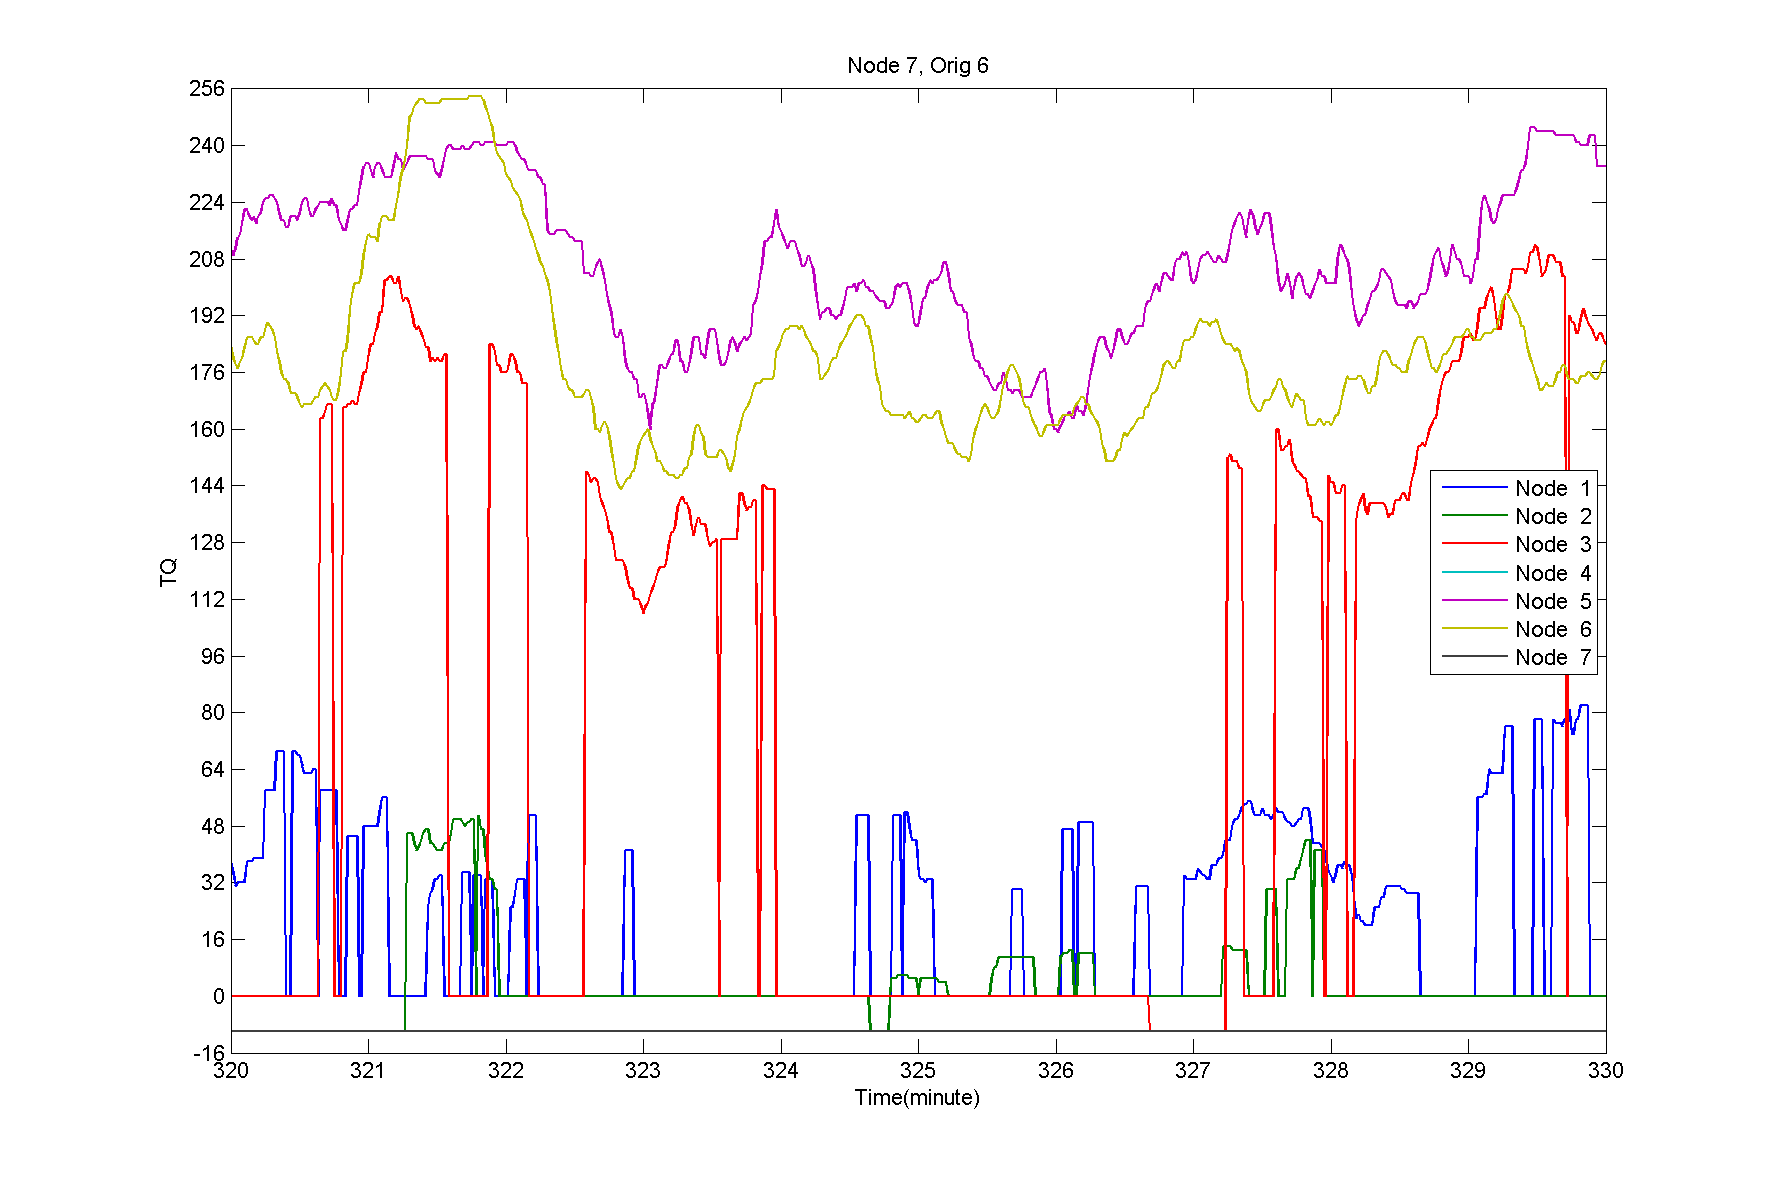 Node 7, Orig 6
256
240
224
208
192
176
160
144
128
112
96
80
64
48
32
16
0
-16
TQ
Node 1
Node 2
Node 3
Node 4
Node 5
Node 6
Node 7
320 321 322 323 324 325 326 327 328 329 330
Time(minute)